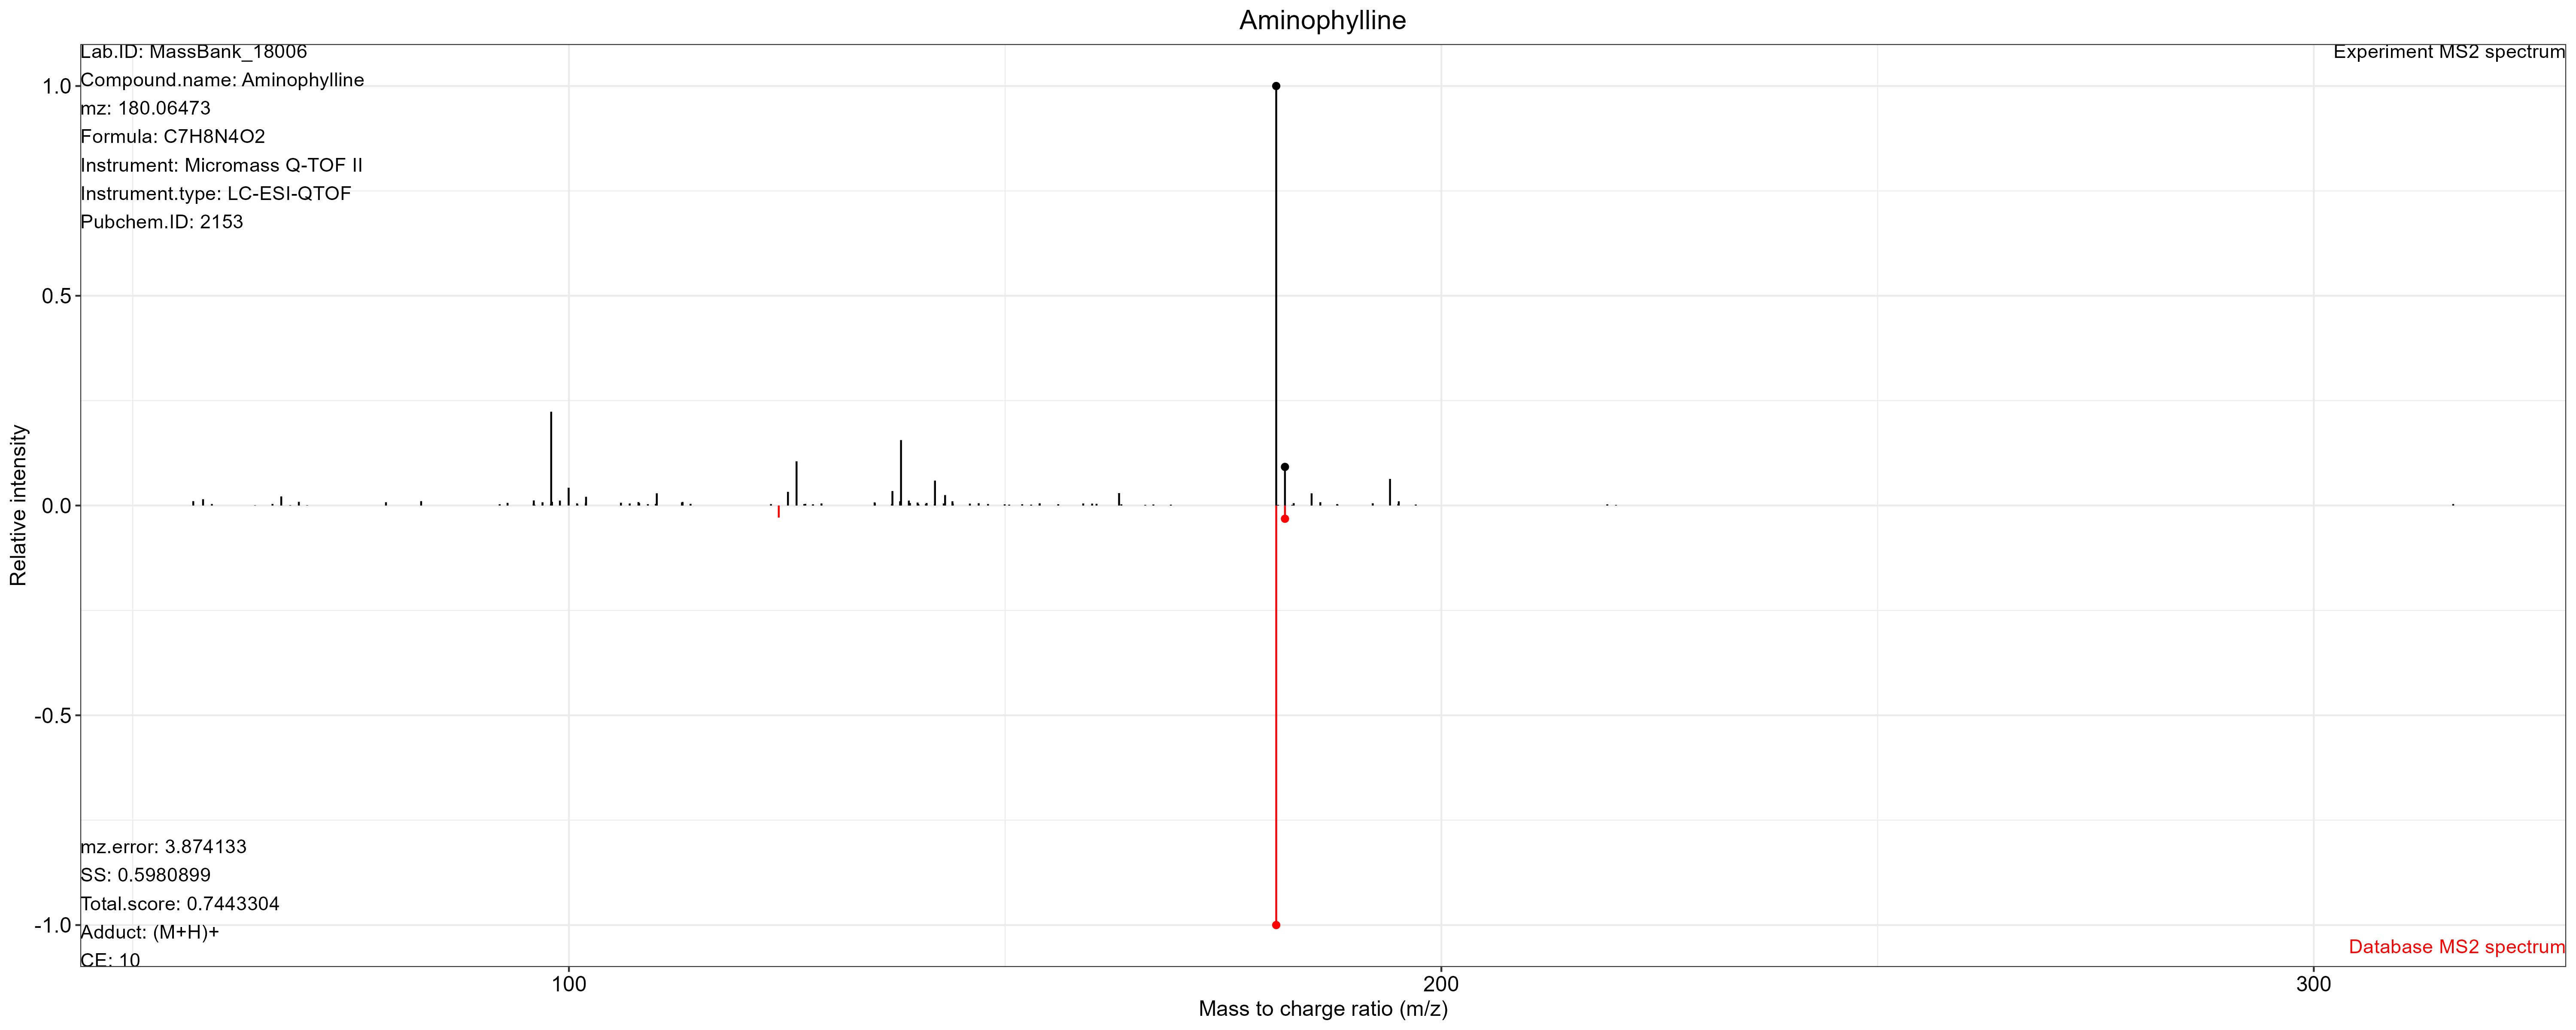 Aminophylline
Lab.ID: MassBank_18006
Experiment MS2 spectrum
Compound.name: Aminophylline
mz: 180.06473
Formula: C7H8N4O2
Instrument: Micromass Q-TOF II
Instrument.type: LC-ESI-QTOF
Pubchem.ID: 2153
1.0
0.5
0.0
-0.5
-1.0
Relative intensity
mz.error: 3.874133
SS: 0.5980899
Total.score: 0.7443304
Adduct: (M+H)+
CE: 10
Database MS2 spectrum
100
200
300
Mass to charge ratio (m/z)